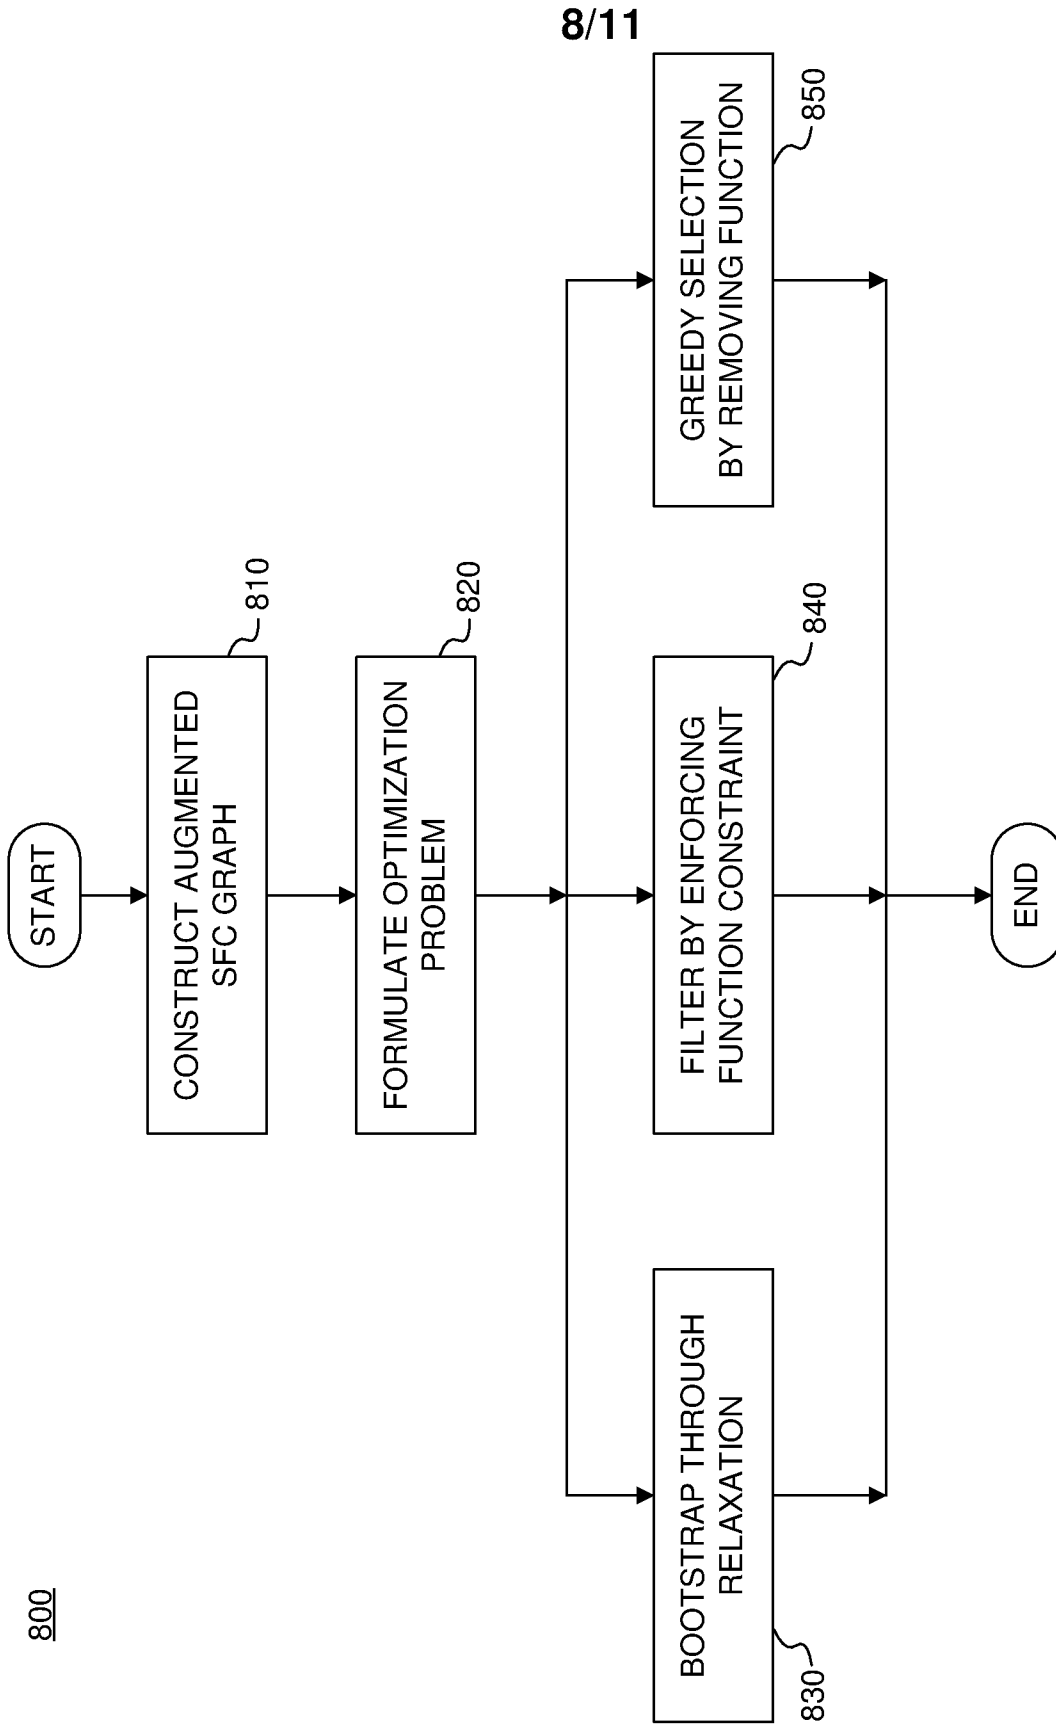 8/11
800
START
CONSTRUCT AUGMENTED
SFC GRAPH
810
FORMULATE OPTIMIZATION
PROBLEM
820
BOOTSTRAP THROUGH
RELAXATION
830
FILTER BY ENFORCING
FUNCTION CONSTRAINT
840
GREEDY SELECTION
BY REMOVING FUNCTION
850
END